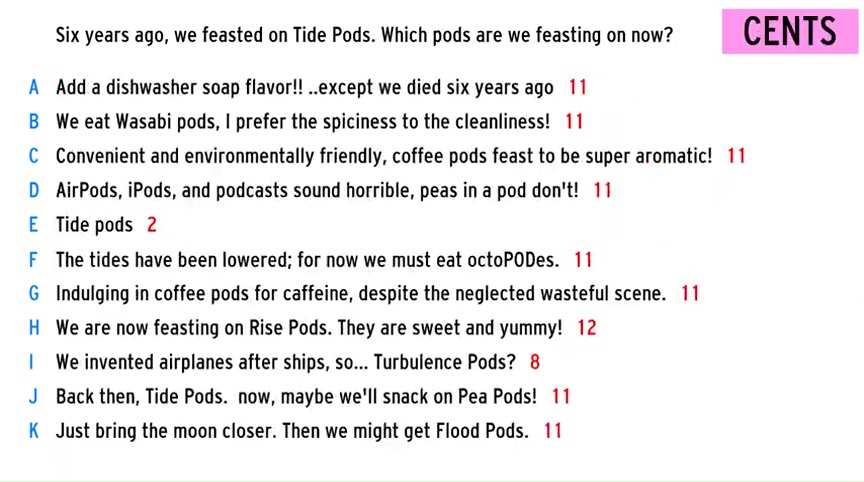 Six years ago, we feasted on Tide Pods. Which pods are we feasting on now?
CENTS
A Add a dishwasher soap flavor!! ..except we died six years ago 11
B We eat Wasabi pods, I prefer the spiciness to the cleanliness! 11
C Convenient and environmentally friendly, coffee pods feast to be super aromatic! 11
D AirPods, iPods, and podcasts sound horrible, peas in a pod don't! 11
E Tide pods 2
F The tides have been lowered; for now we must eat octoPODes. 11
G Indulging in coffee pods for caffeine, despite the neglected wasteful scene. 11
H We are now feasting on Rise Pods. They are sweet and yummy! 12
I We invented airplanes after ships, so... Turbulence Pods? 8
J Back then, Tide Pods. now, maybe we'll snack on Pea Pods! 11
K Just bring the moon closer. Then we might get Flood Pods. 11